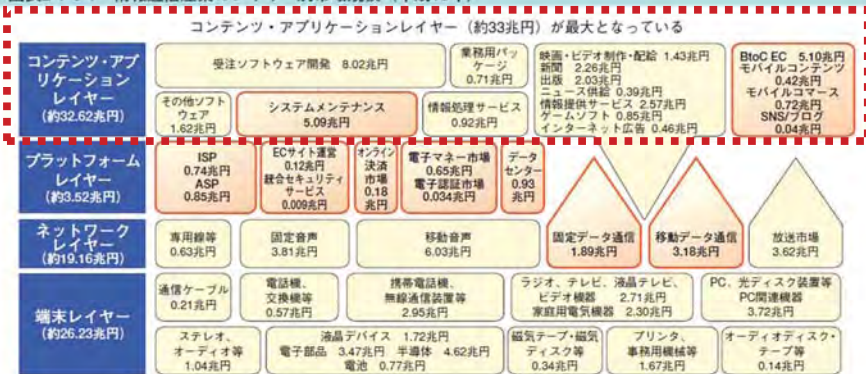 コンテンツ・アプリケーションレイヤー（約33兆円）が最大となっている
コンテンツ・アプ
リケーション
レイヤー
(約32.62兆円)
受注ソフトウェア開発 8.02兆円
業務用パッ
ケージ
0.71兆円
映画・ビデオ制作・配給 1.43兆円
新聞 2.26兆円
出版 2.03兆円
ニュース供給 0.39兆円
情報提供サービス 2.57兆円
ゲームソフト 0.85兆円
インターネット広告 0.46兆円
BtoC EC 5.10兆円
モバイルコンテンツ
0.42兆円
モバイルコマース
0.72兆円
SNS/ブログ
0.04兆円
その他ソフト
ウェア
1.62兆円
システムメンテナンス
5.09兆円
情報処理サービス
0.92兆円
プラットフォーム
レイヤー
(約3.52兆円)
ISP
0.74兆円
ASP
0.85兆円
ECサイト運営
0.12兆円
統合セキュリティ
サービス
0.009兆円
オンライン
決済
市場
0.18
兆円
電子マネー市場
0.65兆円
電子認証市場
0.034兆円
データ
センター
0.93
兆円
ネットワーク
レイヤー
(約19.16兆円)
専用線等
0.63兆円
固定音声
3.81兆円
移動音声
6.03兆円
固定データ通信
1.89兆円
移動データ通信
3.18兆円
放送市場
3.62兆円
端末レイヤー
(約26.23兆円)
通信ケーブル
0.21兆円
電話機、
交換機等
0.57兆円
携帯電話機、
無線通信装置等
2.95兆円
ラジオ、テレビ、液晶テレビ、
ビデオ機器 2.71兆円
家庭用電気機器 2.30兆円
PC、光ディスク装置等
PC関連機器
3.72兆円
ステレオ、
オーディオ等
1.04兆円
液晶デバイス 1.72兆円
電子部品 3.47兆円 半導体 4.62兆円
電池 0.77兆円
磁気テープ・磁気
ディスク等
0.34兆円
プリンタ、
事務用機械等
1.67兆円
オーディオディスク・
テープ等
0.14兆円